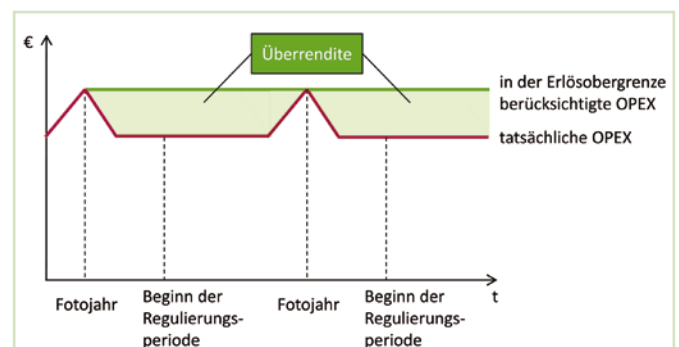 €
Überrendite
in der Erlösobergrenze
berücksichtigte OPEX
tatsächliche OPEX
t
Fotojahr
Beginn der
Regulierungs-
periode
Fotojahr
Beginn der
Regulierungs-
periode